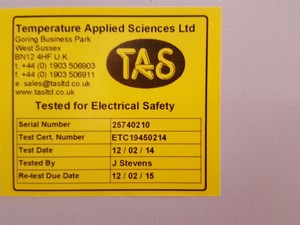 Temperature Applied Sciences Ltd
Goring Business Park
West Sussex
BN12 4HF U.K.
t. +44 (0) 1903 506903
f. +44 (0) 1903 506911
e. sales@tasltd.co.uk
www.tasltd.co.uk
TAS
Tested for Electrical Safety
Serial Number 25740210
Test Cert. Number ETC19450214
Test Date 12 / 02 / 14
Tested By J Stevens
Re-test Due Date 12 / 02 / 15